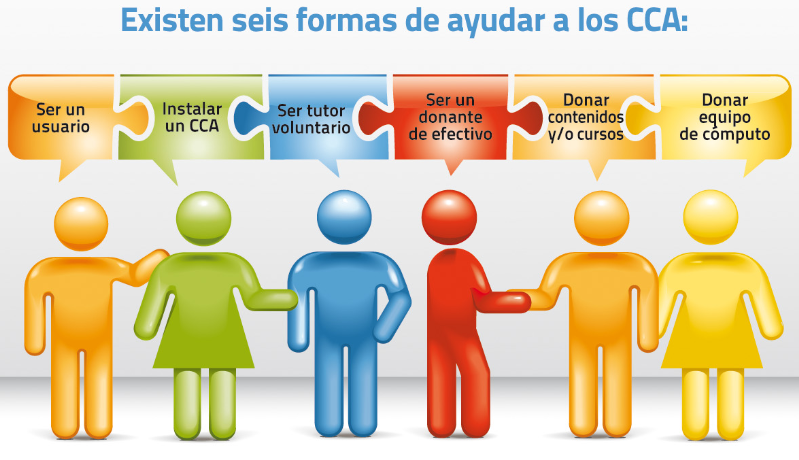 Existen seis formas de ayudar a los CCA:
Ser un
usuario
Instalar
un CCA
Ser tutor
voluntario
Ser un
donante
de efectivo
Donar
contenidos
y/o cursos
Donar
equipo
de cómputo